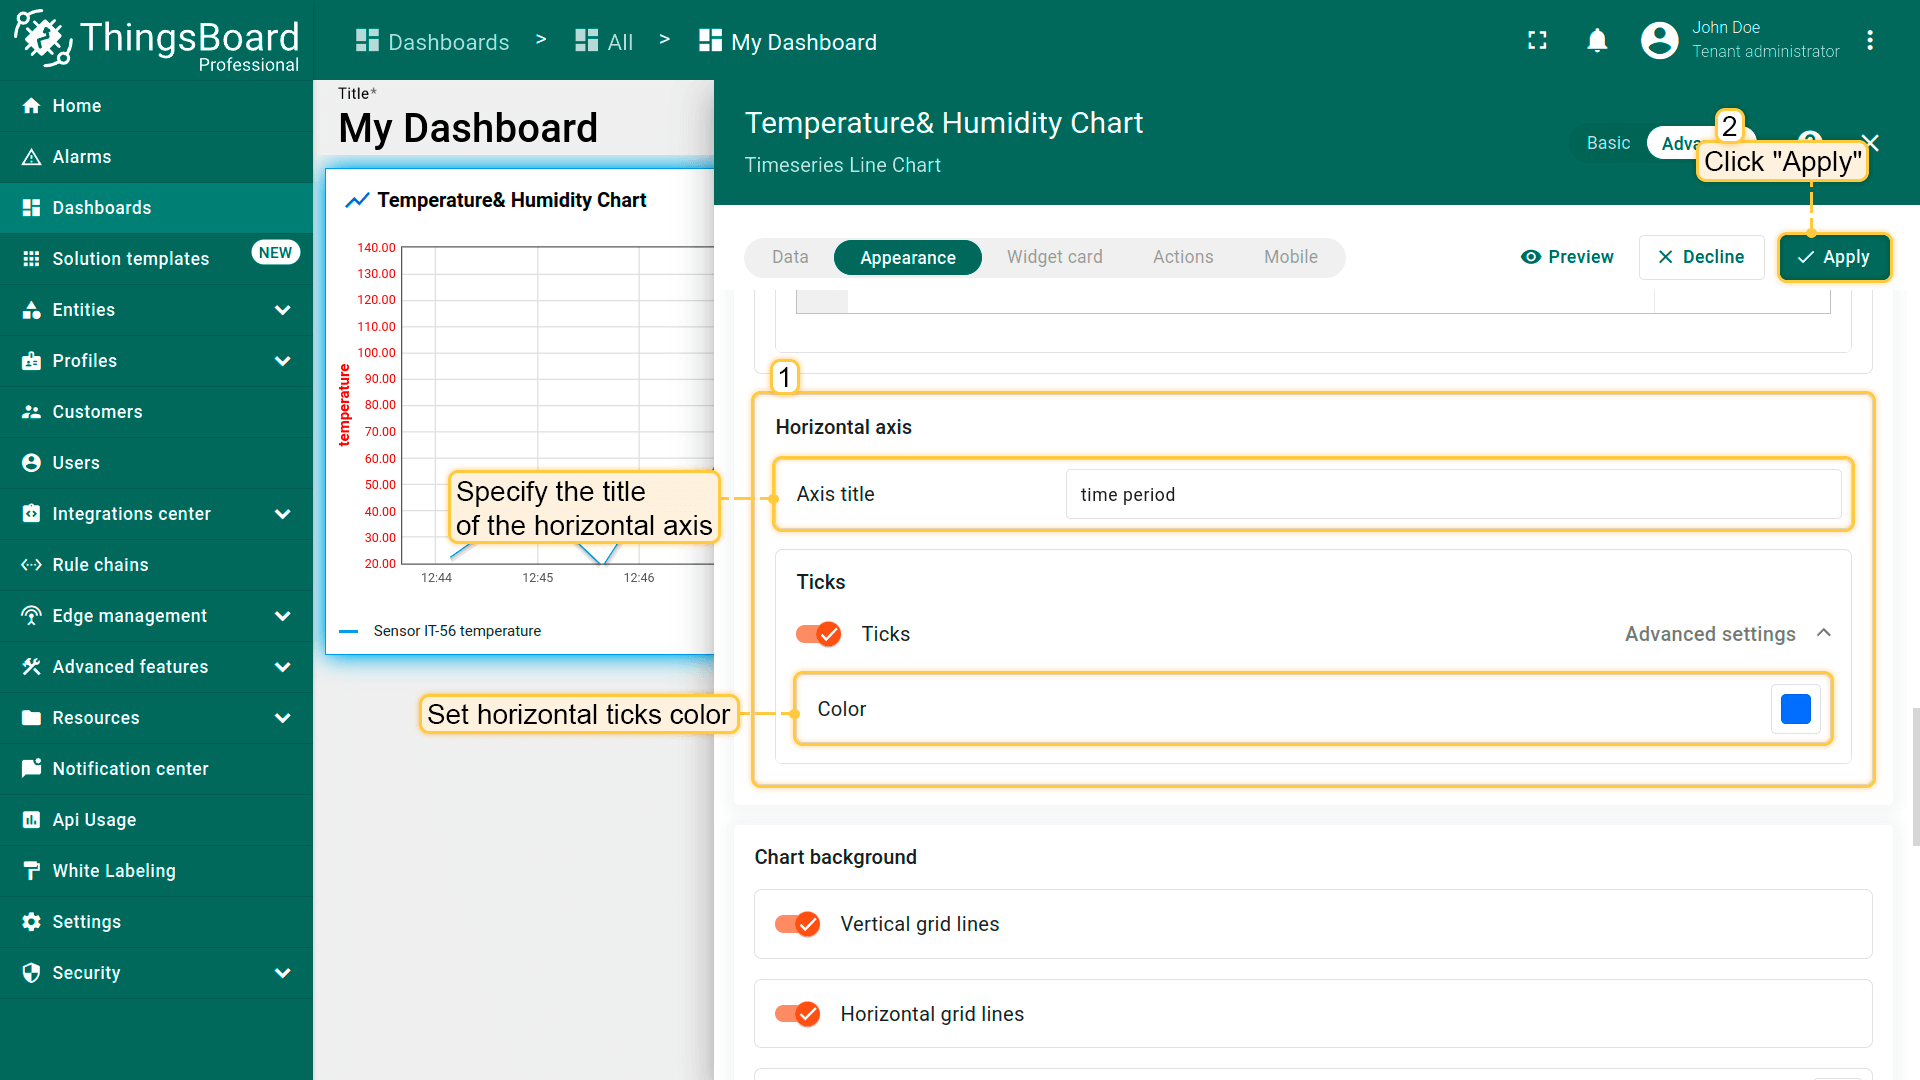 ThingsBoard
Professional
Dashboards > All > My Dashboard
John Doe
Tenant administrator
Home
Alarms
Dashboards
Solution templates NEW
Entities
Profiles
Customers
Users
Integrations center
Rule chains
Edge management
Advanced features
Resources
Notification center
Api Usage
White Labeling
Settings
Security
Title*
My Dashboard
Temperature& Humidity Chart
140.00
130.00
120.00
110.00
100.00
90.00
80.00
70.00
60.00
50.00
40.00
30.00
20.00
temperature
12:44 12:45 12:46
Sensor IT-56 temperature
Temperature& Humidity Chart
Timeseries Line Chart
Basic
Adva
2
Click "Apply"
Data Appearance Widget card Actions Mobile
Preview
Decline
Apply
1
Horizontal axis
Specify the title
of the horizontal axis
Axis title
time period
Ticks
Ticks
Advanced settings
Set horizontal ticks color
Color
Chart background
Vertical grid lines
Horizontal grid lines